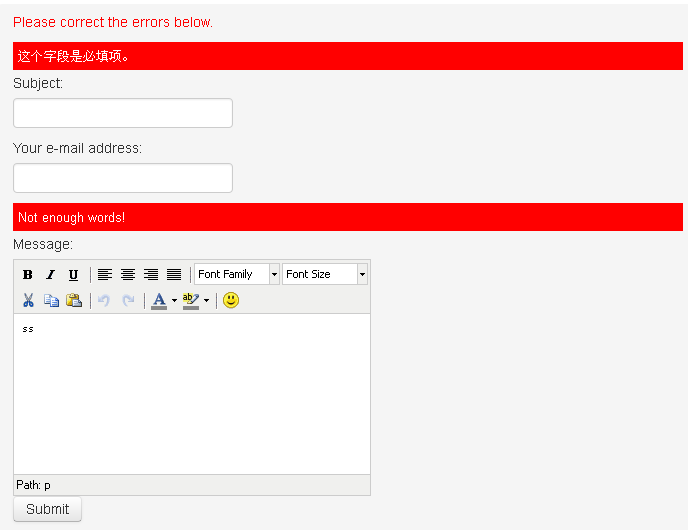 Please correct the errors below.
这个字段是必填项。
Subject:
Your e-mail address:
Not enough words!
Message:
B I U Font Family Font Size
A ab
ss
Path: p
Submit